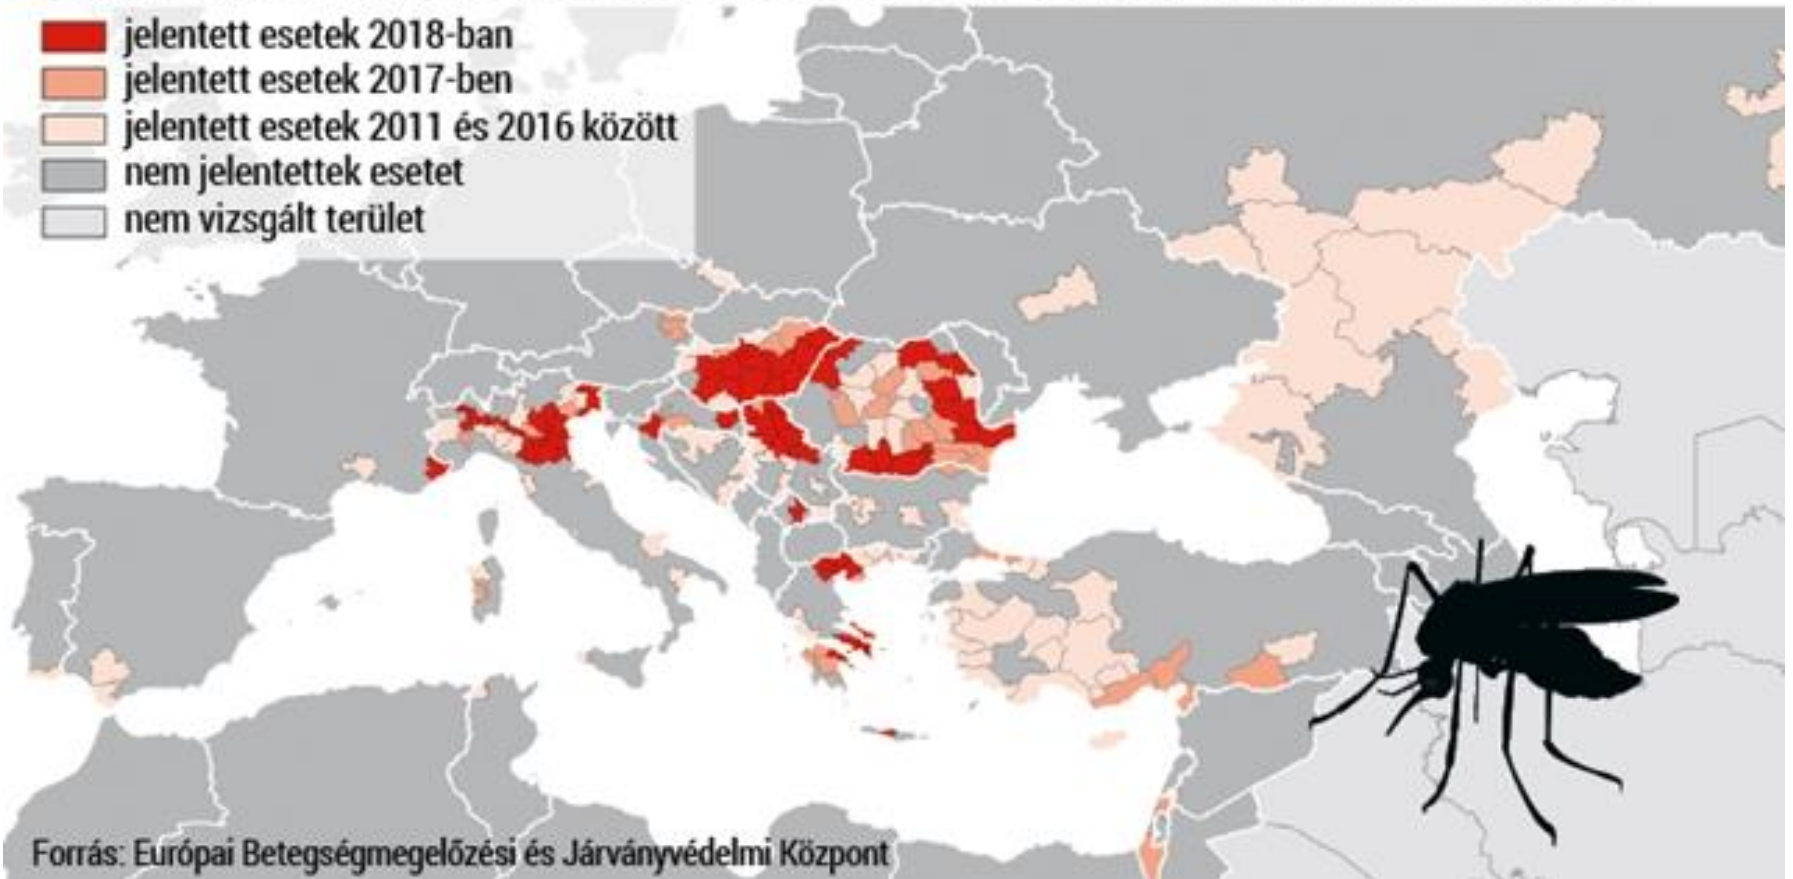 jelentett esetek 2018-ban
jelentett esetek 2017-ben
jelentett esetek 2011 és 2016 között
nem jelentettek esetet
nem vizsgált terület
Forrás: Európai Betegségmegelőzési és Járványvédelmi Központ